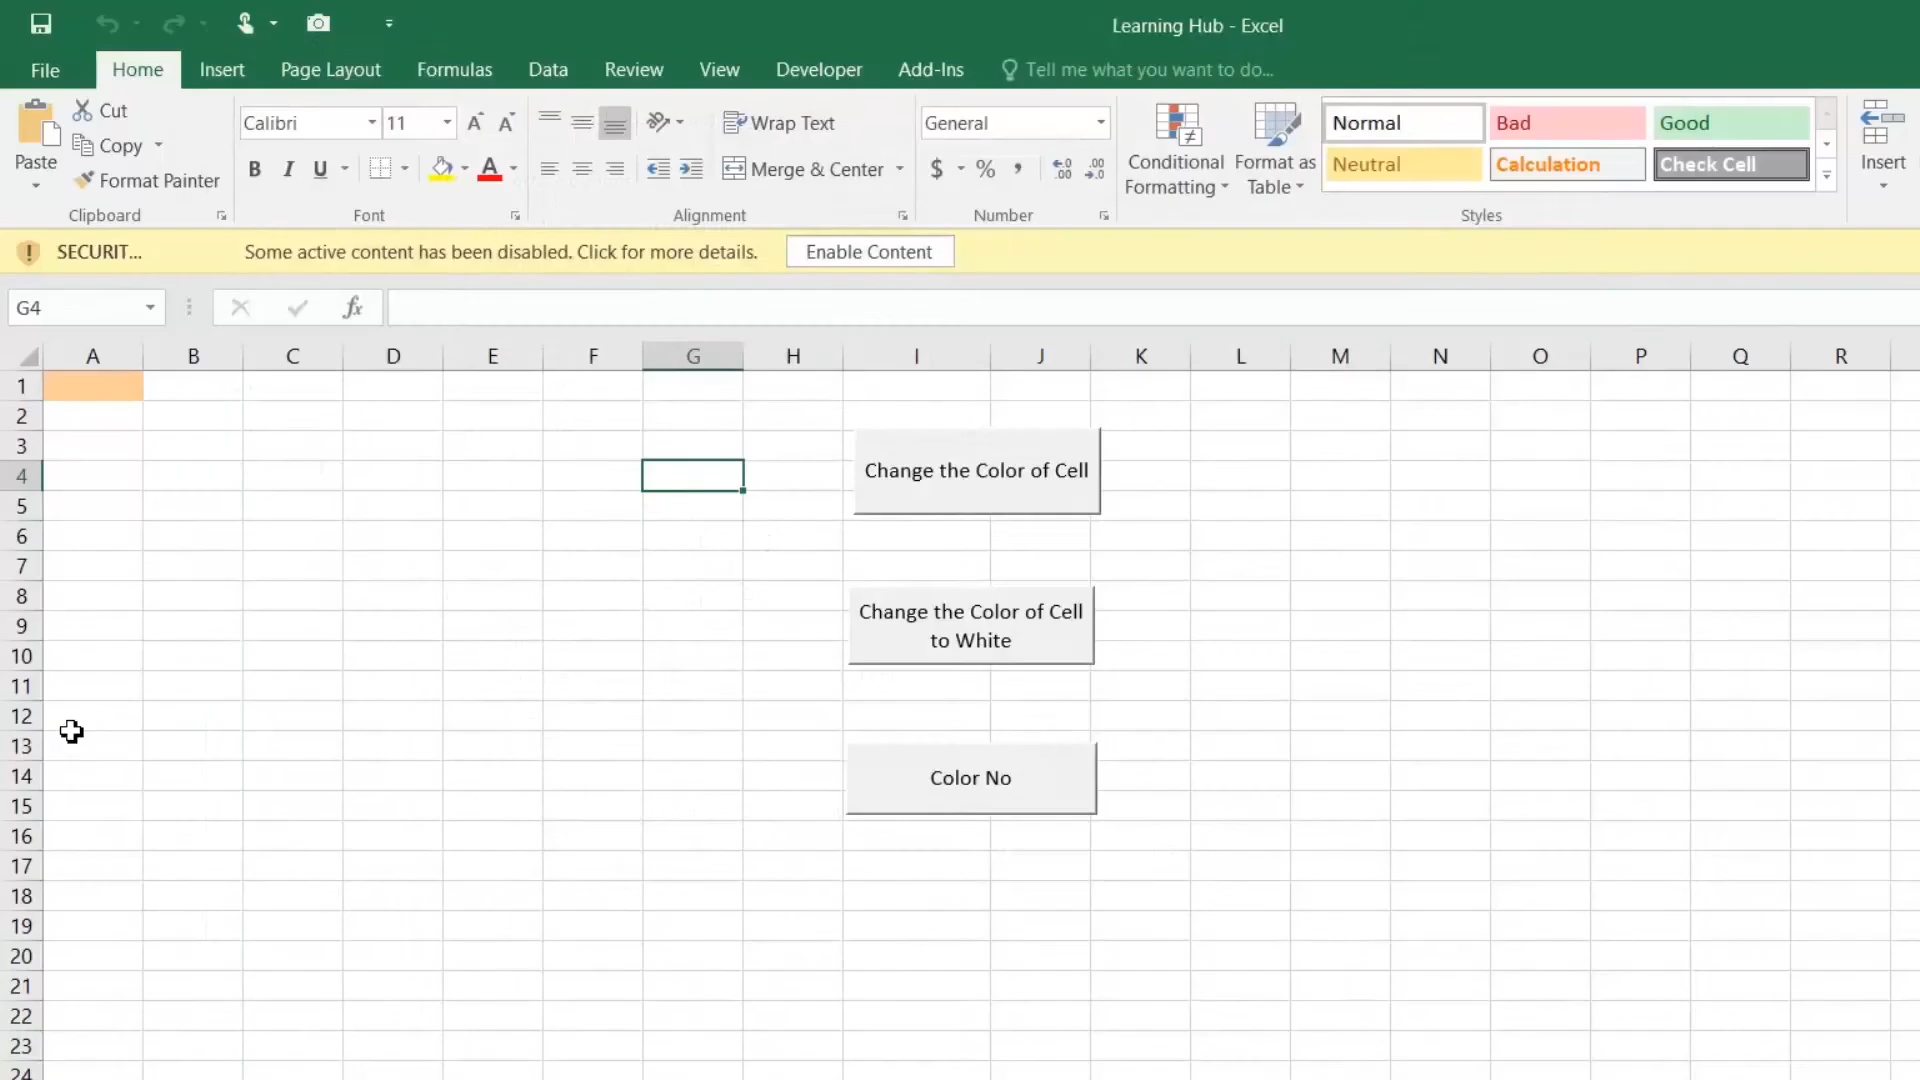 Learning Hub - Excel
File Home Insert Page Layout Formulas Data Review View Developer Add-Ins Tell me what you want to do...
Paste
Cut
Copy
Format Painter
Clipboard
Calibri 11
B I U A
Font
Wrap Text
Merge & Center
Alignment
General
$ % ,
Number
Conditional Formatting
Format as Table
Normal Bad Good
Neutral Calculation Check Cell
Styles
Insert
SECURIT... Some active content has been disabled. Click for more details. Enable Content
G4 fx
A B C D E F G H I J K L M N O P Q R
1
2
3
4
Change the Color of Cell
5
6
7
8
9
Change the Color of Cell
to White
10
11
12
13
14
Color No
15
16
17
18
19
20
21
22
23
24